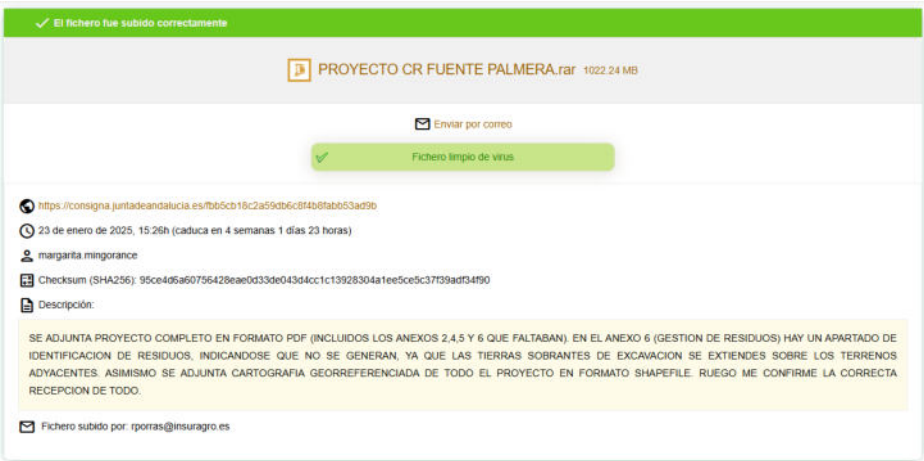 El fichero fue subido correctamente
PROYECTO CR FUENTE PALMERA.rar 1022.24 MB
Enviar por correo
Fichero limpio de virus
https://consigna.juntadeandalucia.es/fbb5cb18c2a59db6c8f4b8fabb53ad9b
23 de enero de 2025, 15:26h (caduca en 4 semanas 1 días 23 horas)
margarita.mingorance
Checksum (SHA256): 95ce4d6a60756428eae0d33de043d4cc1c13928304a1ee5ce5c37f39adf34f90
Descripción:
SE ADJUNTA PROYECTO COMPLETO EN FORMATO PDF (INCLUIDOS LOS ANEXOS 2,4,5 Y 6 QUE FALTABAN). EN EL ANEXO 6 (GESTION DE RESIDUOS) HAY UN APARTADO DE
IDENTIFICACION DE RESIDUOS, INDICANDOSE QUE NO SE GENERAN, YA QUE LAS TIERRAS SOBRANTES DE EXCAVACION SE EXTIENDES SOBRE LOS TERRENOS
ADYACENTES. ASIMISMO SE ADJUNTA CARTOGRAFIA GEORREFERENCIADA DE TODO EL PROYECTO EN FORMATO SHAPEFILE. RUEGO ME CONFIRME LA CORRECTA
RECEPCION DE TODO.
Fichero subido por: rporras@insuragro.es